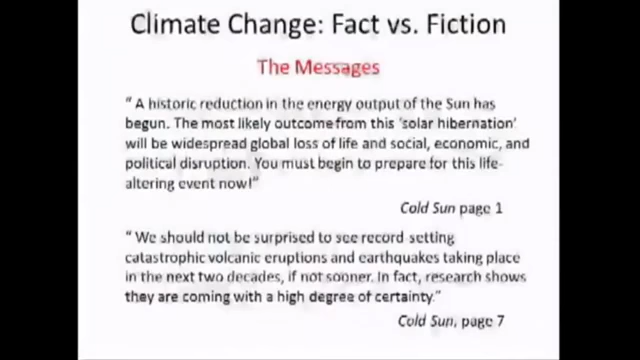 Climate Change: Fact vs. Fiction
The Messages
“ A historic reduction in the energy output of the Sun has
begun. The most likely outcome from this ‘solar hibernation’
will be widespread global loss of life and social, economic, and
political disruption. You must begin to prepare for this life-
altering event now!”
Cold Sun page 1
“ We should not be surprised to see record setting
catastrophic volcanic eruptions and earthquakes taking place
in the next two decades, if not sooner. In fact, research shows
they are coming with a high degree of certainty.”
Cold Sun, page 7